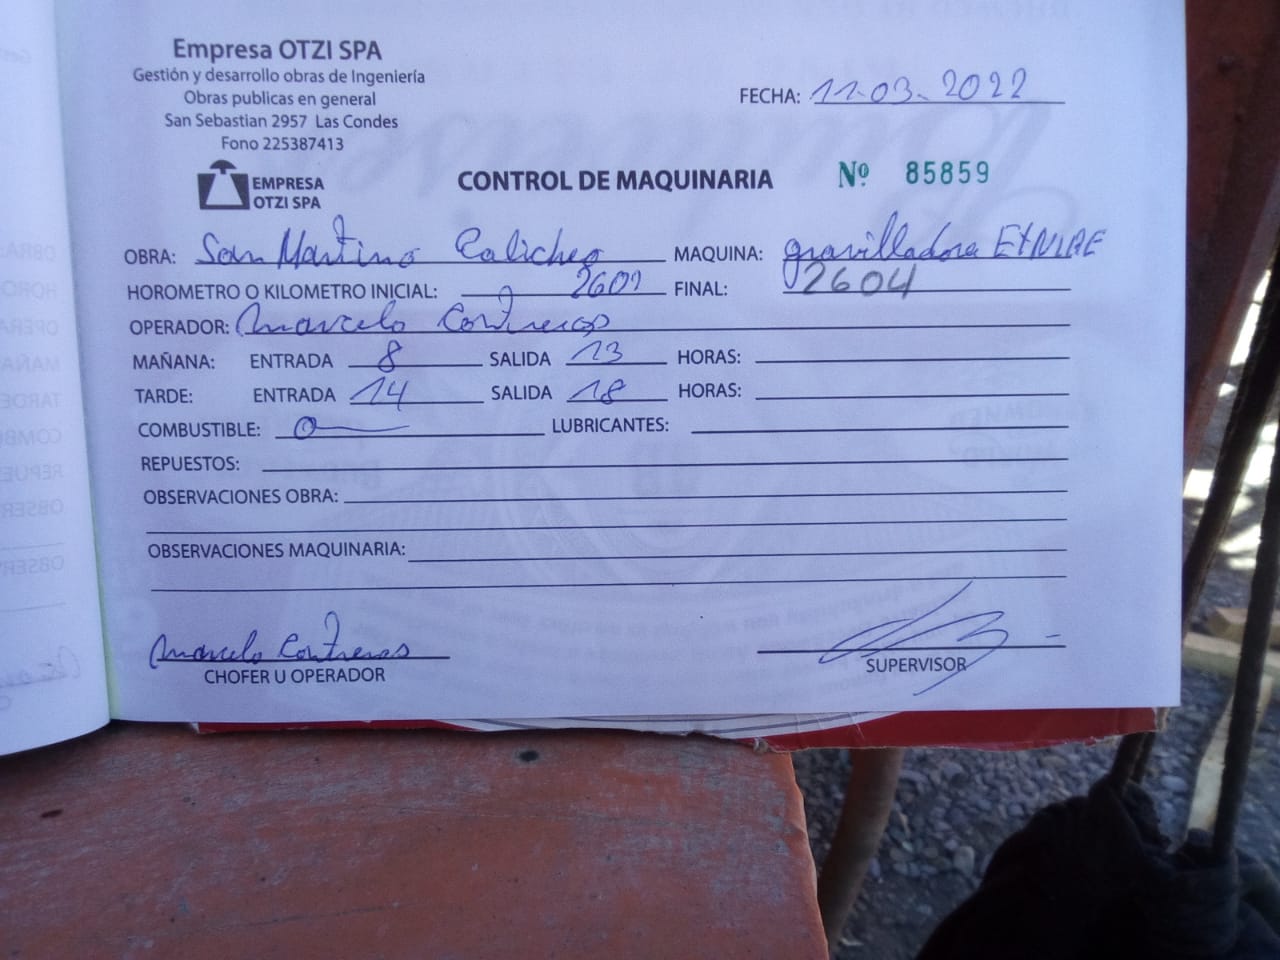 Empresa OTZI SPA
Gestión y desarrollo obras de Ingeniería
Obras publicas en general
San Sebastian 2957 Las Condes
Fono 225387413
FECHA: 11-03-2022
EMPRESA
OTZI SPA
CONTROL DE MAQUINARIA Nº 85859
OBRA: San Martino Calicheo MAQUINA: gravilladora
HOROMETRO O KILOMETRO INICIAL: FINAL: 2604
OPERADOR: Marcelo Contreras
MAÑANA: ENTRADA 8 SALIDA 13 HORAS:
TARDE: ENTRADA 14 SALIDA 18 HORAS:
COMBUSTIBLE: 0 LUBRICANTES:
REPUESTOS:
OBSERVACIONES OBRA:
OBSERVACIONES MAQUINARIA:
Marcelo Contreras
CHOFER U OPERADOR
SUPERVISOR